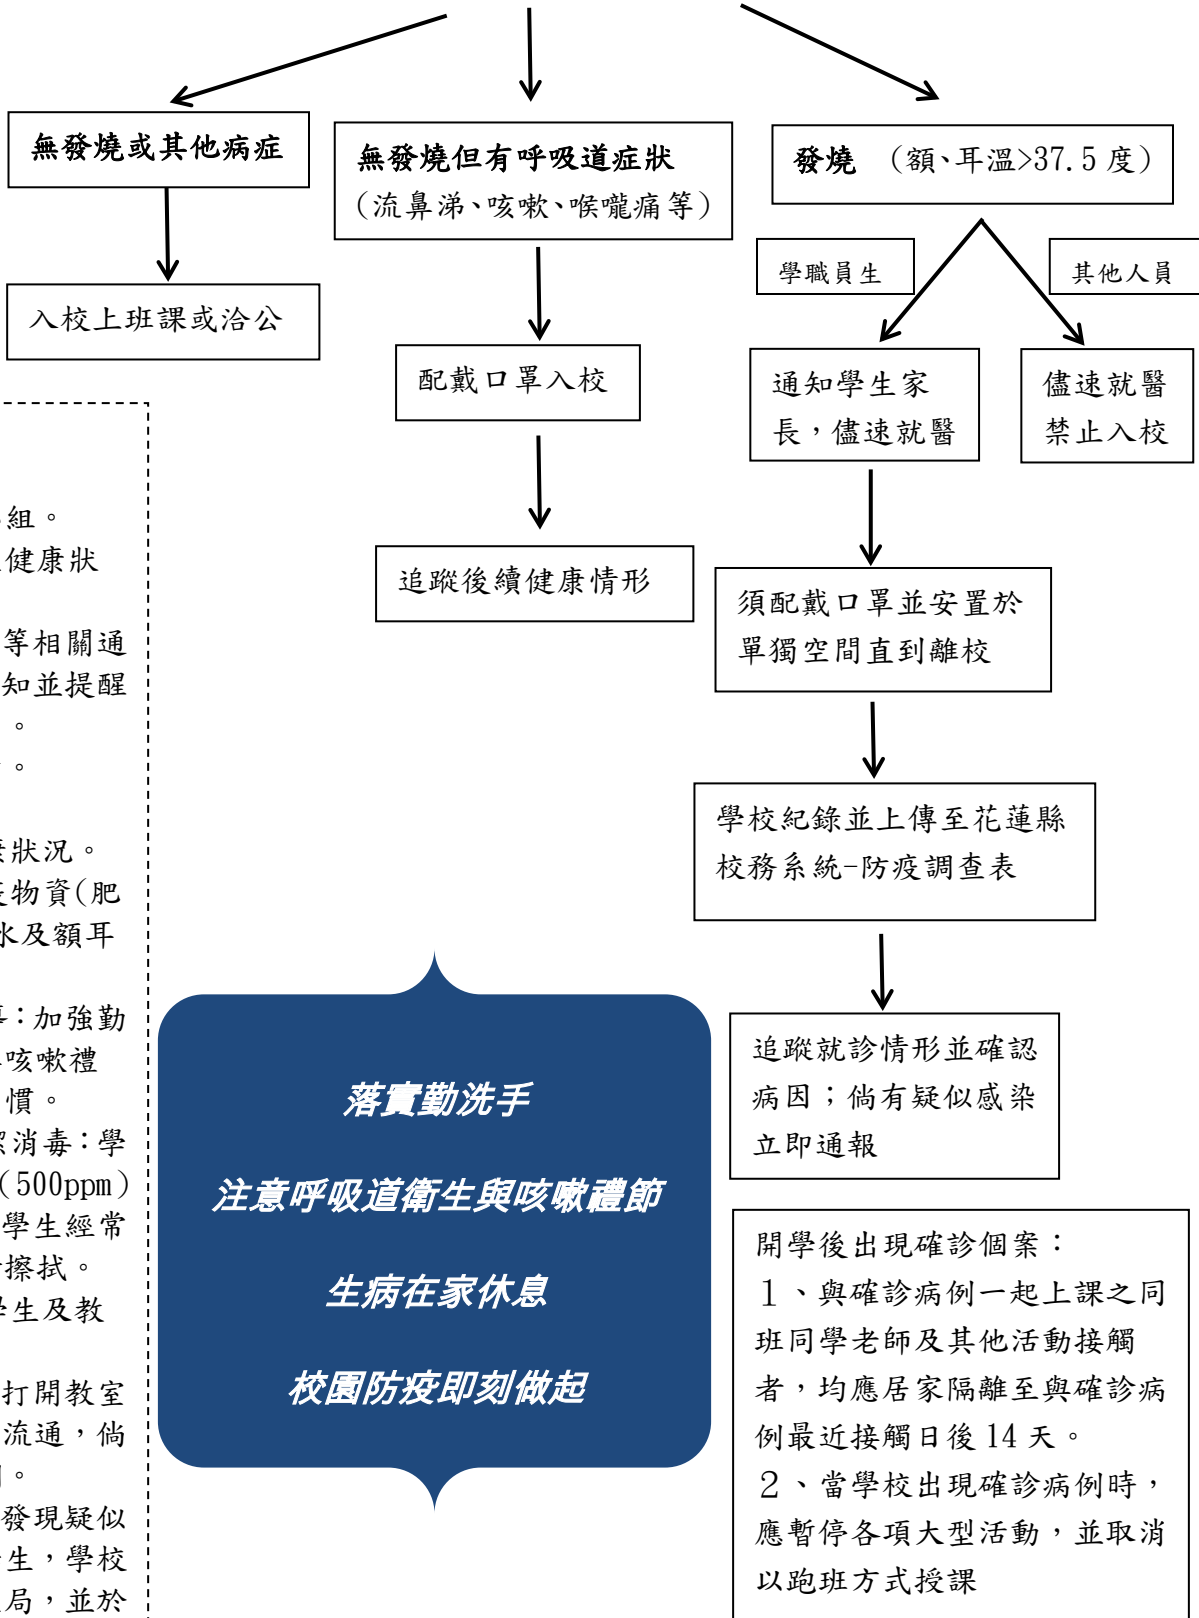 無發燒或其他病症
入校上班課或洽公
無發燒但有呼吸道症狀
（流鼻涕、咳嗽、喉嚨痛等）
配戴口罩入校
追蹤後續健康情形
發燒 （額、耳溫>37.5 度）
學職員生
其他人員
通知學生家
長，儘速就醫
儘速就醫
禁止入校
須配戴口罩並安置於
單獨空間直到離校
學校紀錄並上傳至花蓮縣
校務系統-防疫調查表
追蹤就診情形並確認
病因；倘有疑似感染
立即通報
組。
健康狀
等相關通
知並提醒
。
。
狀況。
物資(肥
水及額耳
：加強勤
咳嗽禮
慣。
消毒：學
（500ppm）
學生經常
擦拭。
學生及教
打開教室
流通，倘
。
發現疑似
生，學校
局，並於
落實勤洗手
注意呼吸道衛生與咳嗽禮節
生病在家休息
校園防疫即刻做起
開學後出現確診個案：
１、與確診病例一起上課之同
班同學老師及其他活動接觸
者，均應居家隔離至與確診病
例最近接觸日後 14 天。
２、當學校出現確診病例時，
應暫停各項大型活動，並取消
以跑班方式授課